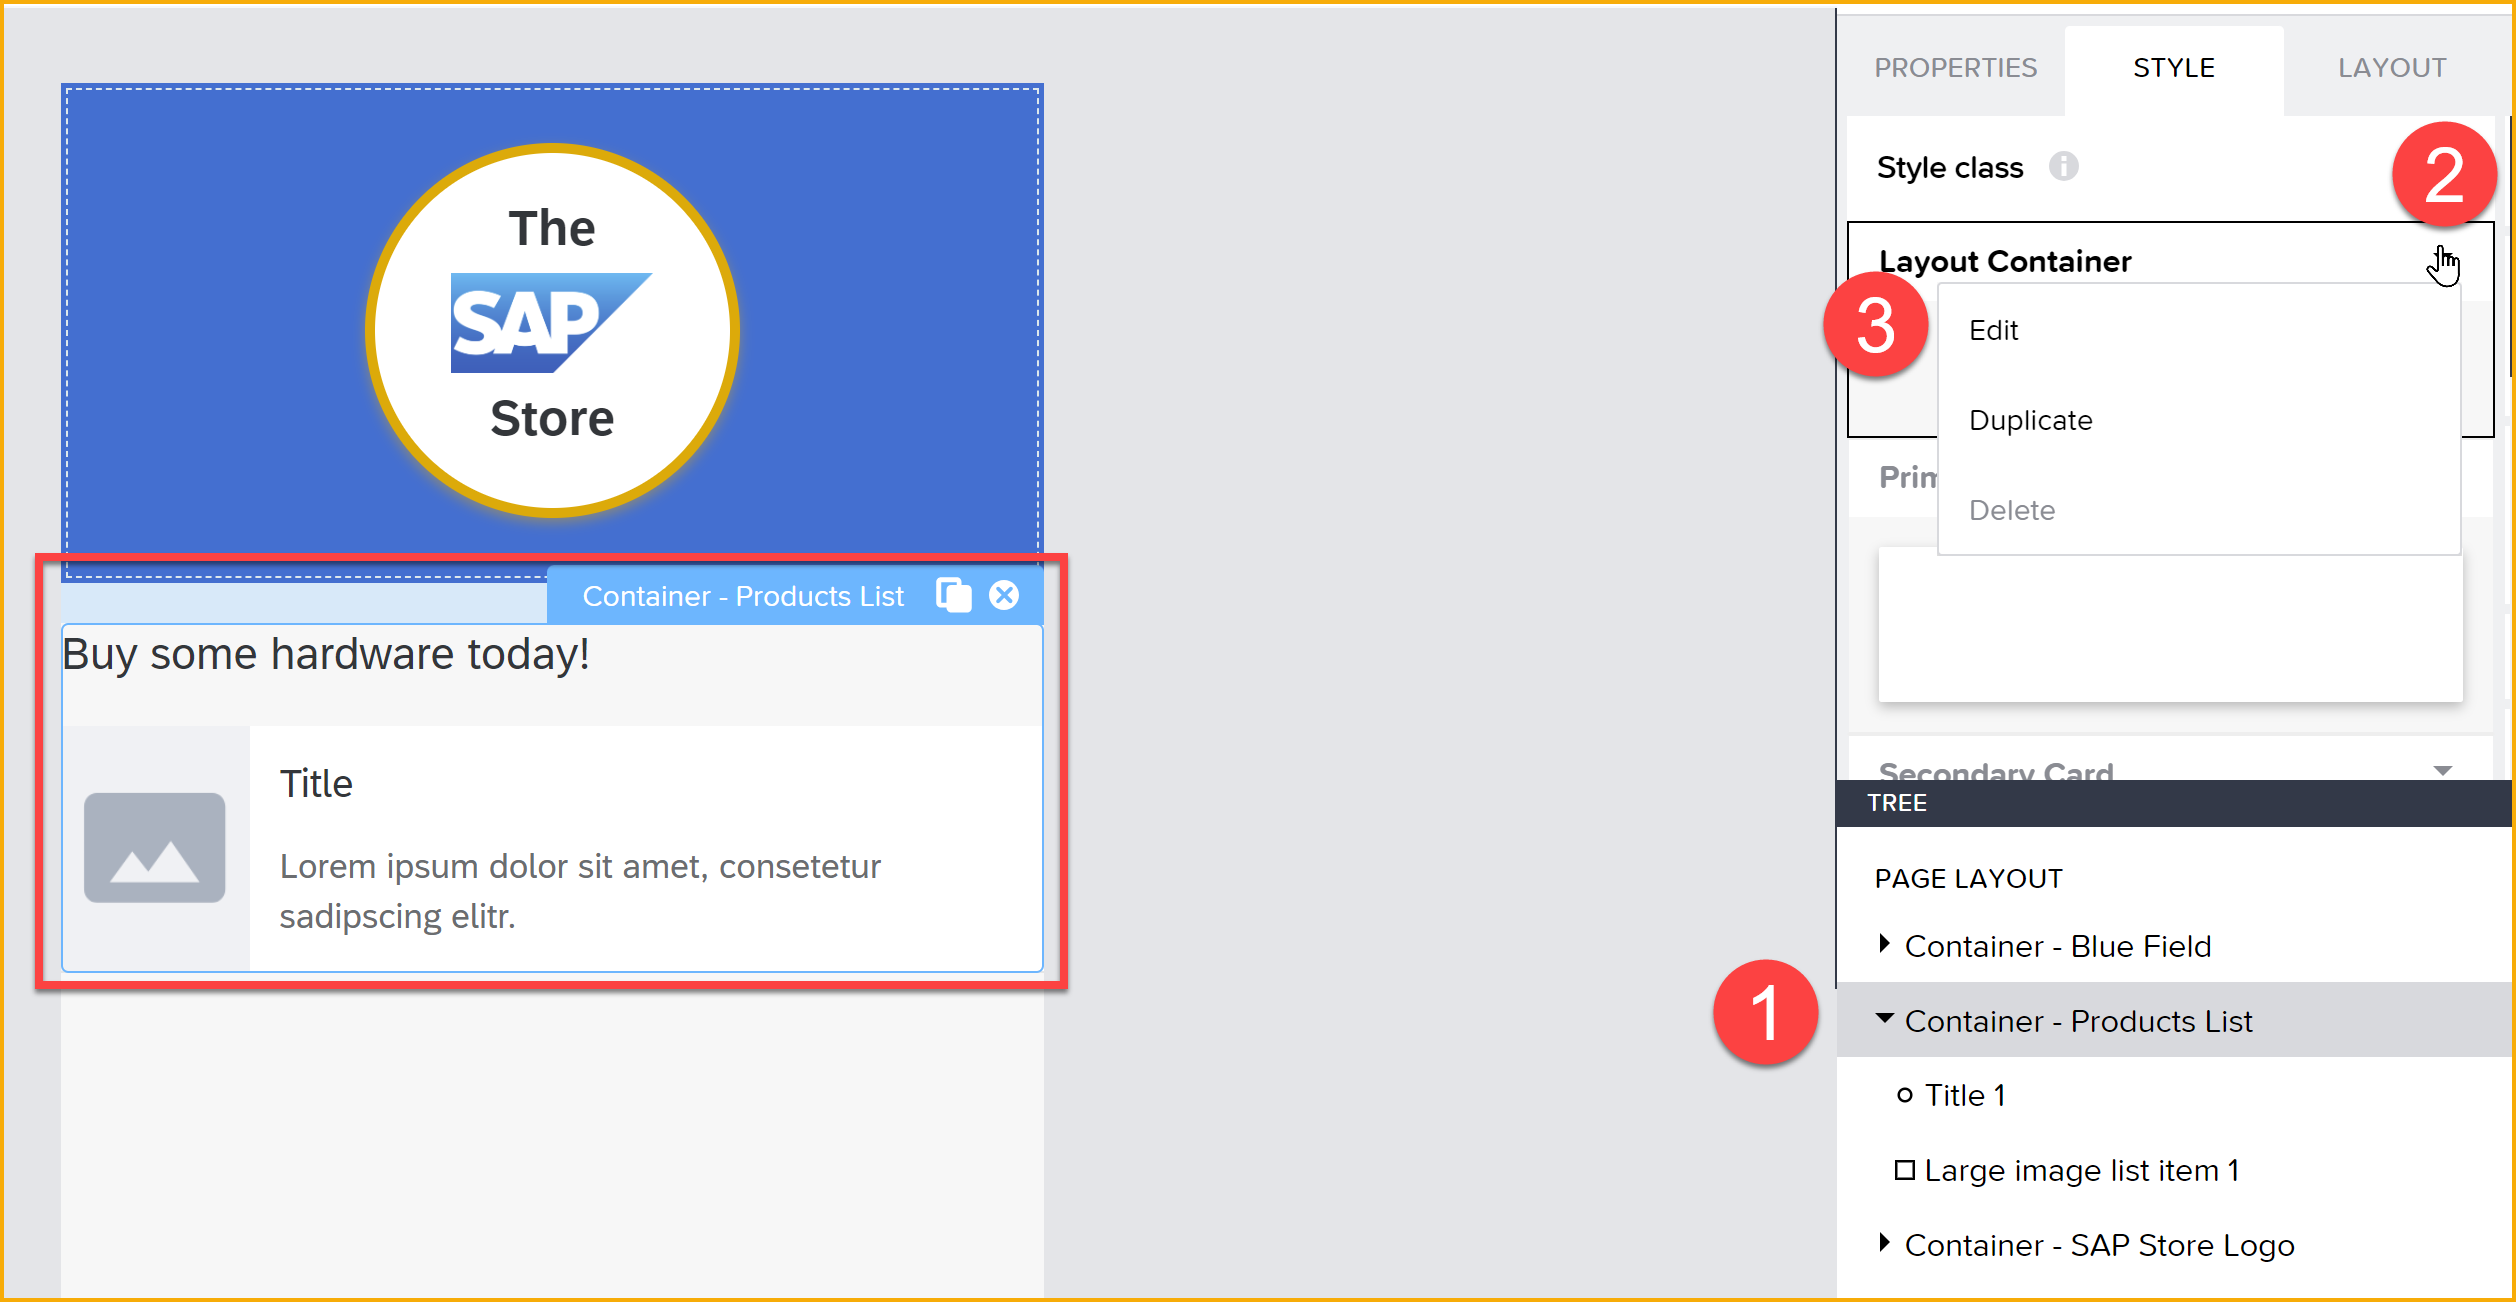 The
SAP
Store
Container - Products List
Buy some hardware today!
Title
Lorem ipsum dolor sit amet, consetetur
sadipscing elitr.
PROPERTIES
STYLE
LAYOUT
Style class
2
Layout Container
3
Edit
Duplicate
Prim
Delete
Secondary Card
TREE
PAGE LAYOUT
Container - Blue Field
1
Container - Products List
Title 1
Large image list item 1
Container - SAP Store Logo